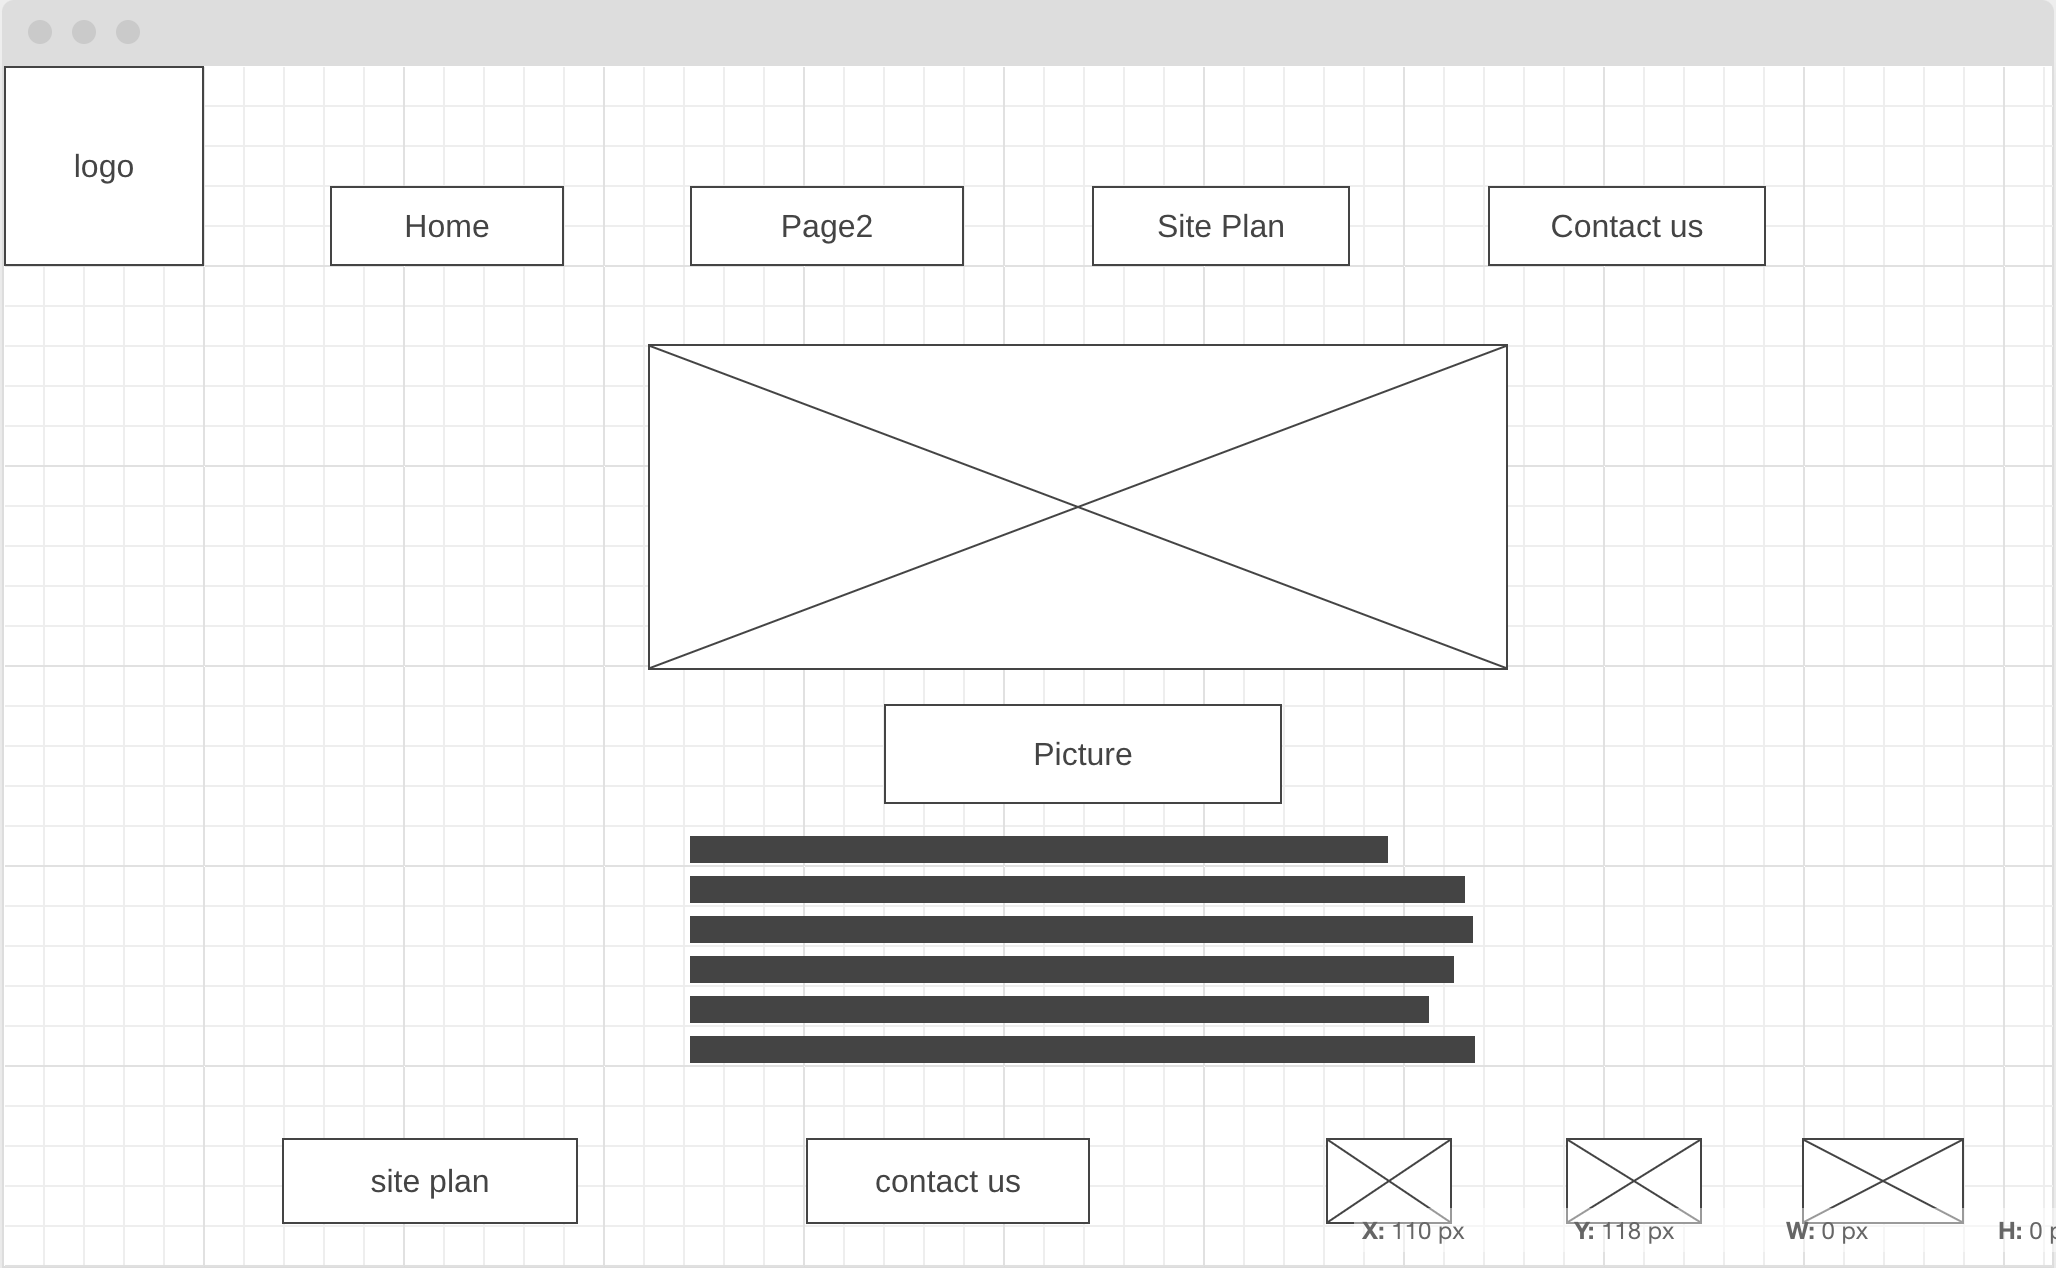 logo
Home
Page2
Site Plan
Contact us
Picture
site plan
contact us
X: 110 px
Y: 118 px
W: 0 px
H: 0 p